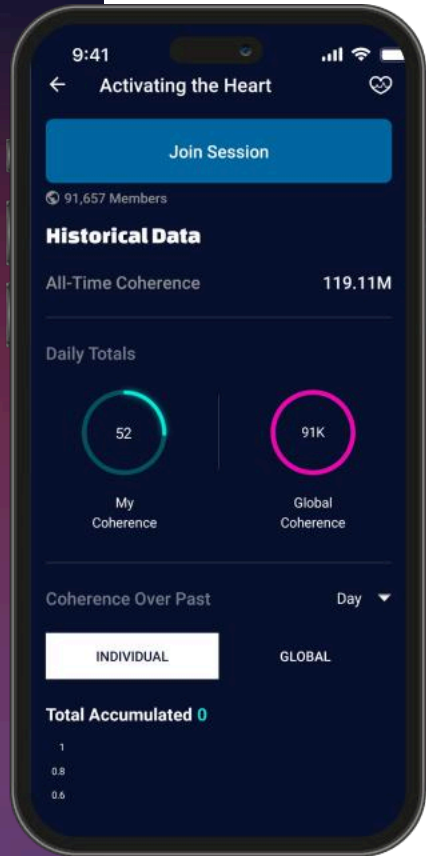 9:41
Activating the Heart
Join Session
91,657 Members
Historical Data
All-Time Coherence 119.11M
Daily Totals
52 91K
My Global
Coherence Coherence
Coherence Over Past Day
INDIVIDUAL GLOBAL
Total Accumulated 0
1
0.8
0.6